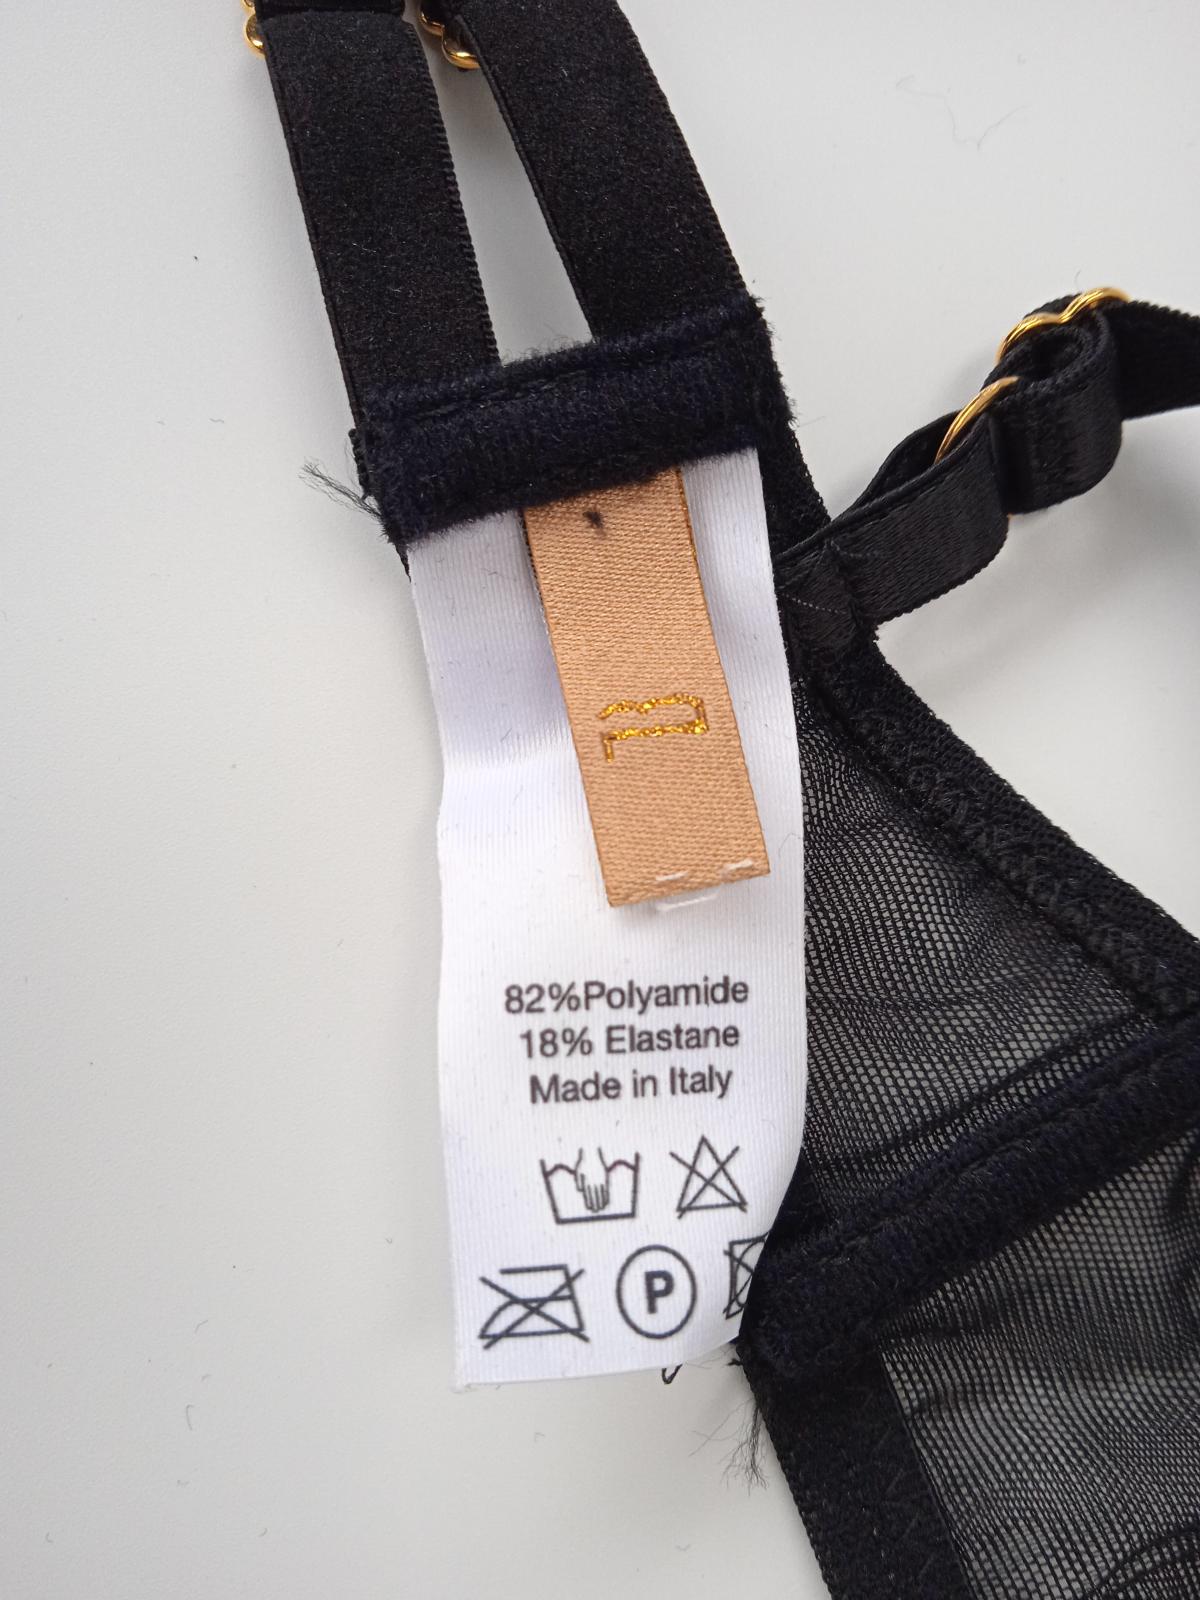 82%Polyamide
18% Elastane
Made in Italy
P